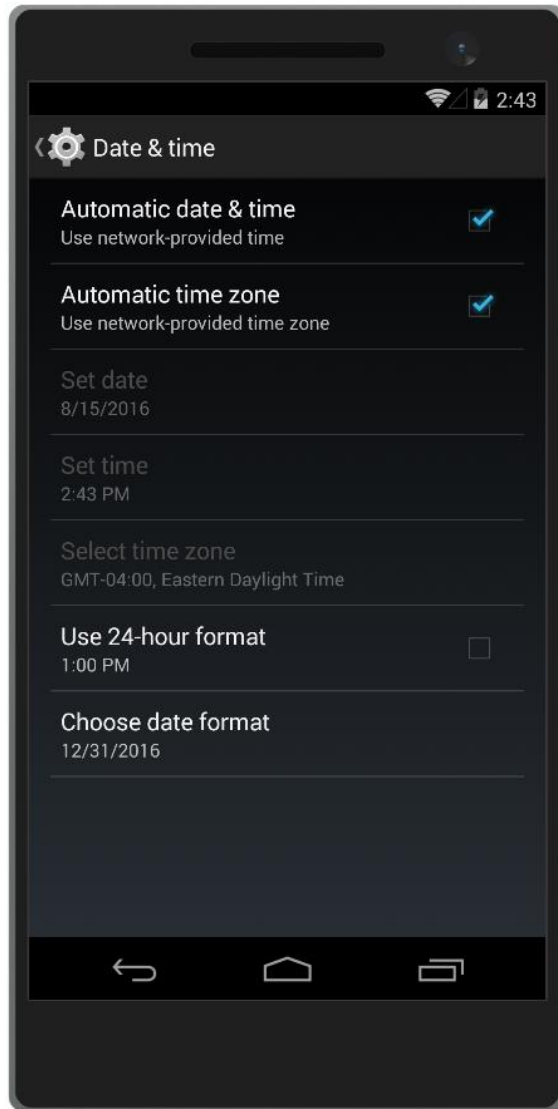 2:43
Date & time
Automatic date & time
Use network-provided time
Automatic time zone
Use network-provided time zone
Set date
8/15/2016
Set time
2:43 PM
Select time zone
GMT-04:00, Eastern Daylight Time
Use 24-hour format
1:00 PM
Choose date format
12/31/2016